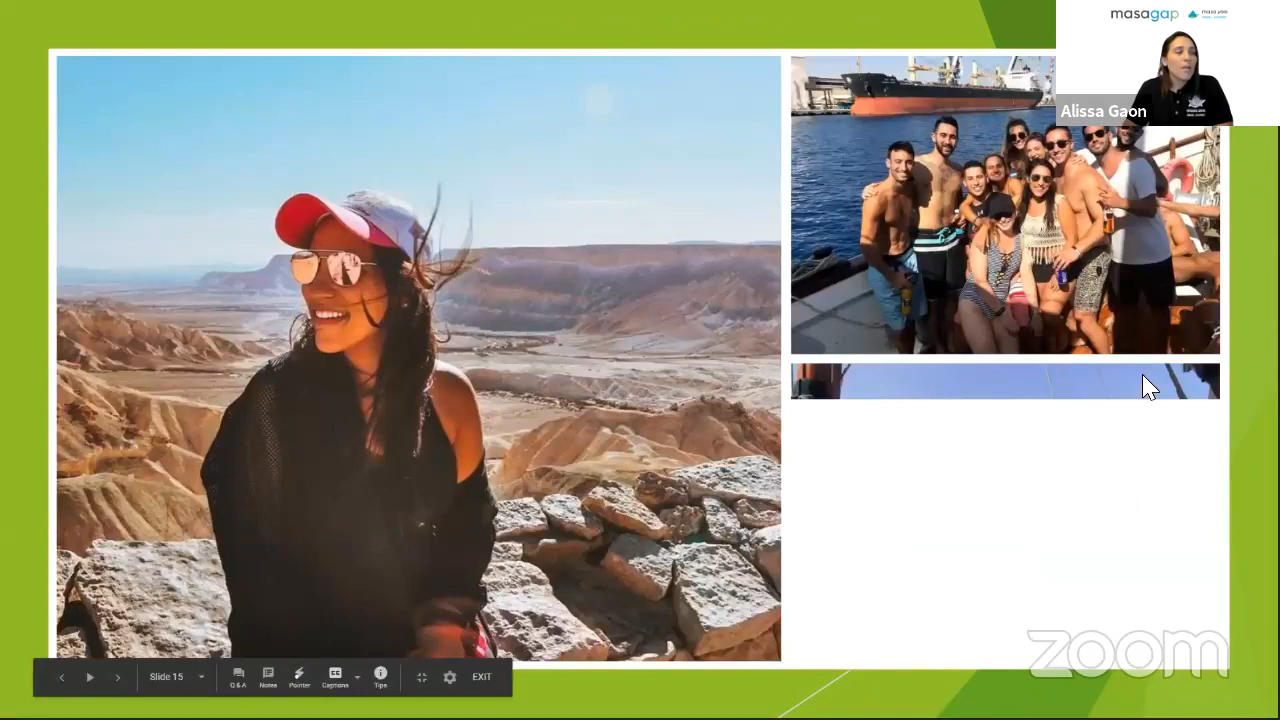 masagap
Alissa Gaon
Slide 15
Q & A
Notes
Pointer
Captions
Tips
EXIT
zoom